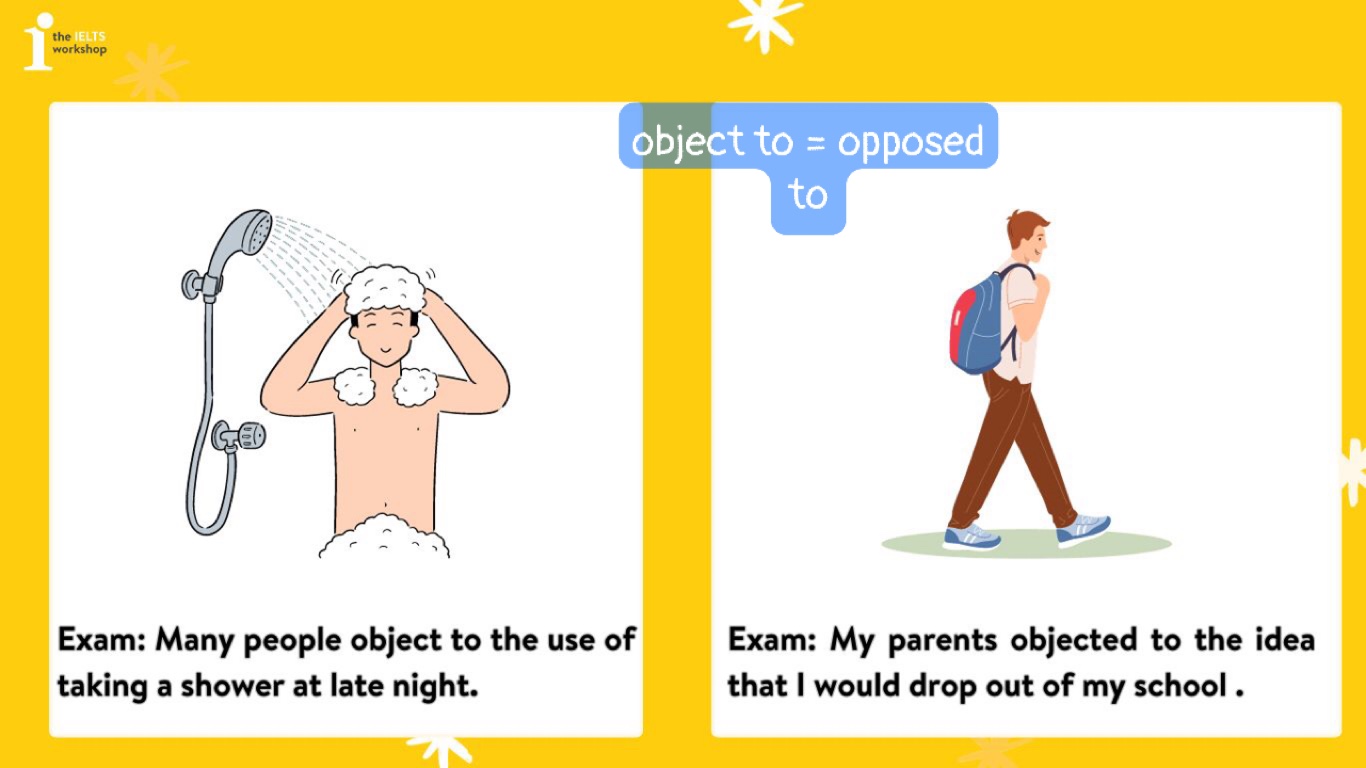 the IELTS
workshop
object to = opposed
to
Exam: Many people object to the use of
taking a shower at late night.
Exam: My parents objected to the idea
that I would drop out of my school .